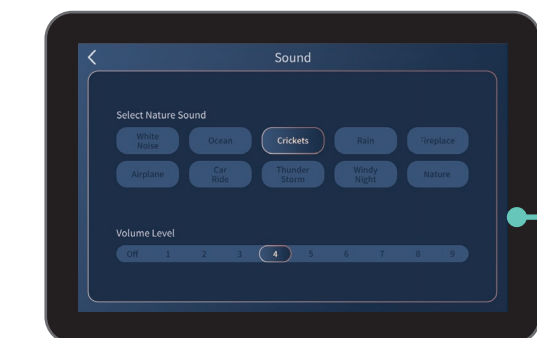 Sound
Select Nature Sound
White Noise
Ocean
Crickets
Rain
Fireplace
Airplane
Car Ride
Thunder Storm
Windy Night
Nature
Volume Level
Off 1 2 3 4 5 6 7 8 9